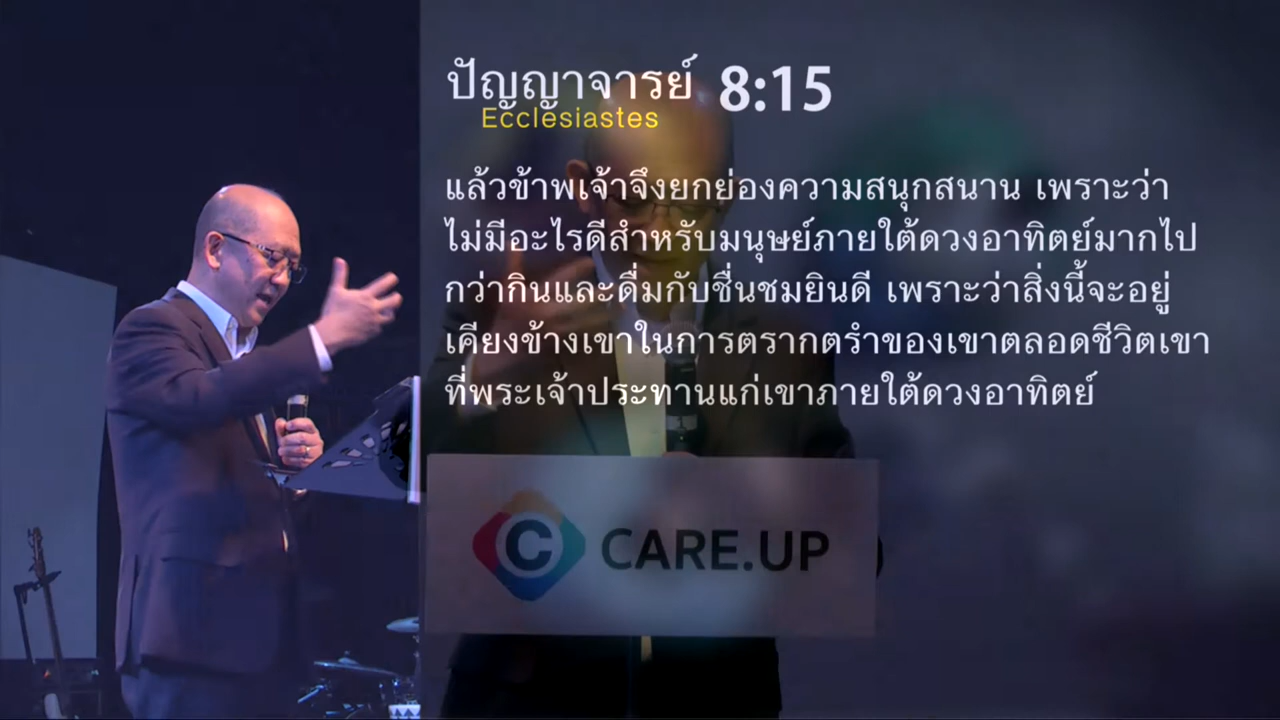 ปัญญาจารย์ 8:15
Ecclesiastes
แล้วข้าพเจ้าจึงยกย่องความสนุกสนาน เพราะว่า
ไม่มีอะไรดีสำหรับมนุษย์ภายใต้ดวงอาทิตย์มากไป
กว่ากินและดื่มกับชื่นชมยินดี เพราะว่าสิ่งนี้จะอยู่
เคียงข้างเขาในการตรากตรำของเขาตลอดชีวิตเขา
ที่พระเจ้าประทานแก่เขาภายใต้ดวงอาทิตย์
C CARE.UP